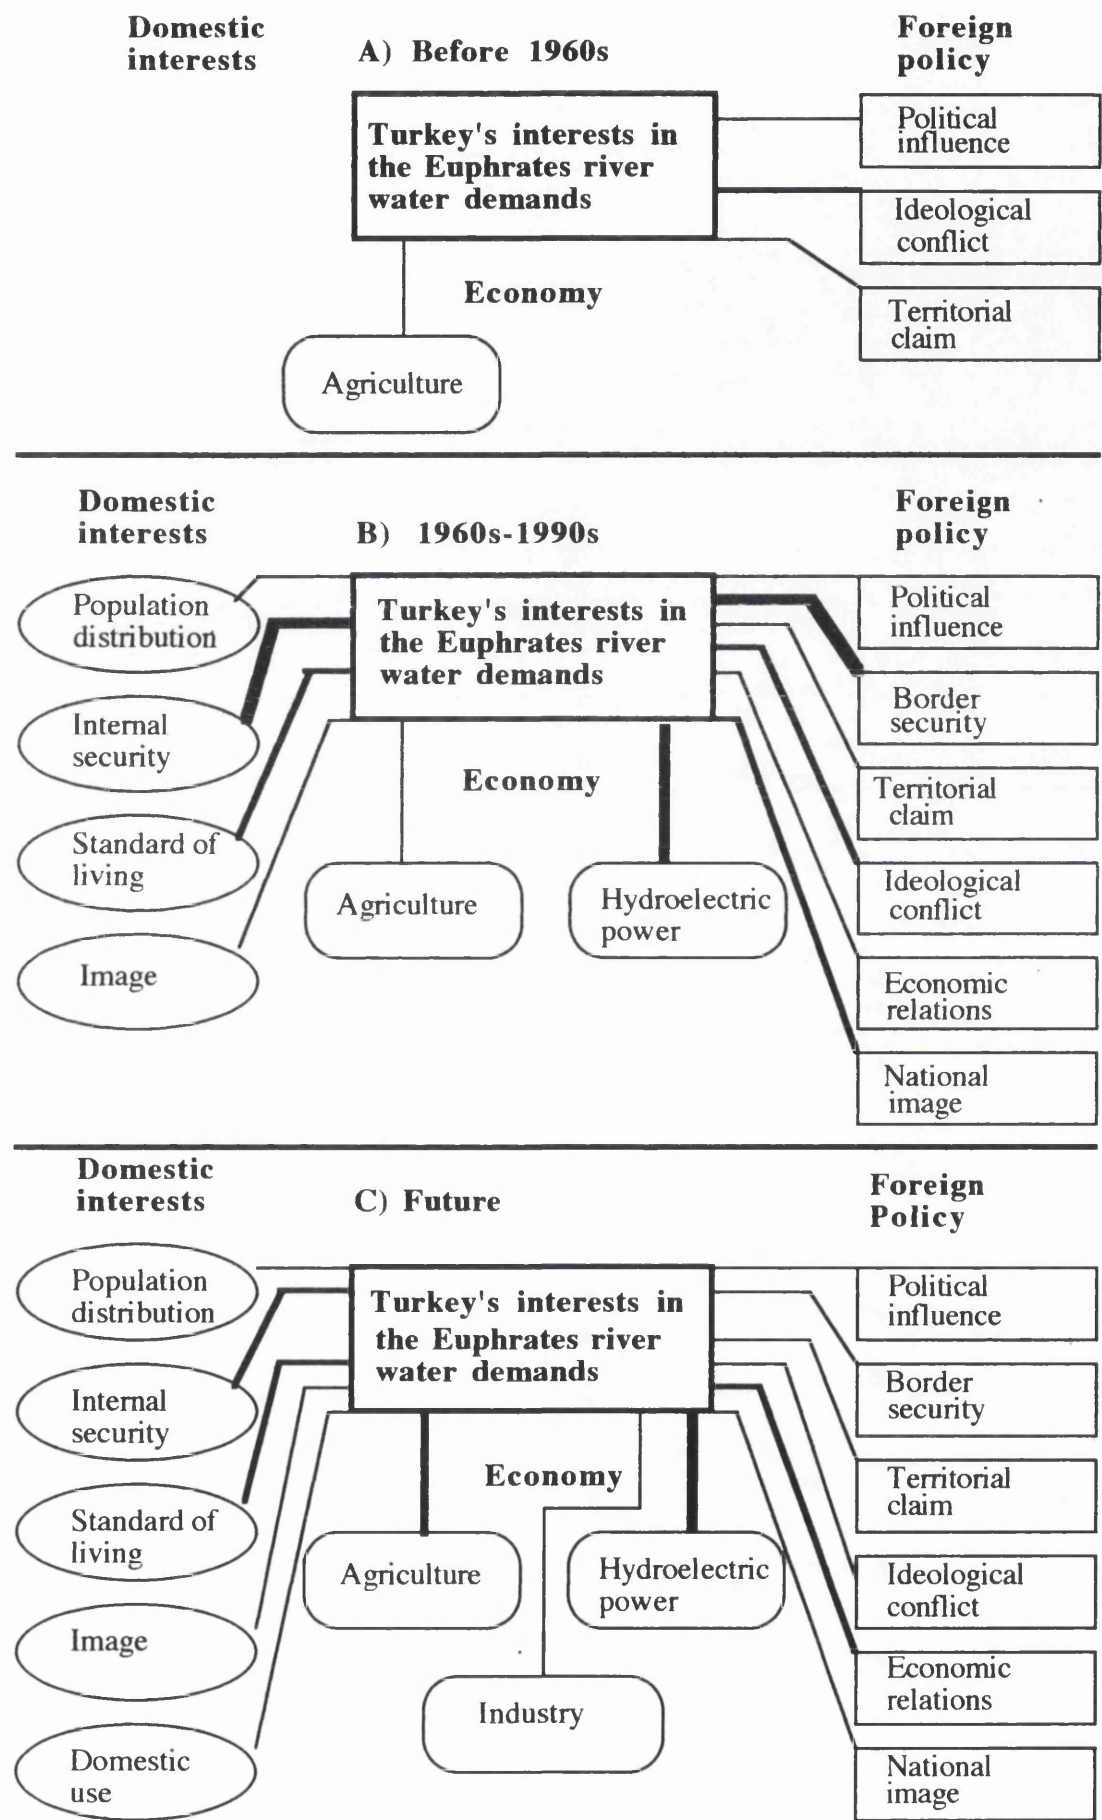 Domestic
interests
A) Before 1960s
Foreign
policy
Turkey's interests in
the Euphrates river
water demands
Political
influence
Ideological
conflict
Territorial
claim
Economy
Agriculture
Domestic
interests
B) 1960s-1990s
Foreign
policy
Population
distribution
Internal
security
Standard of
living
Image
Turkey's interests in
the Euphrates river
water demands
Economy
Agriculture
Hydroelectric
power
Political
influence
Border
security
Territorial
claim
Ideological
conflict
Economic
relations
National
image
Domestic
interests
C) Future
Foreign
Policy
Population
distribution
Internal
security
Standard of
living
Image
Domestic
use
Turkey's interests in
the Euphrates river
water demands
Economy
Agriculture
Hydroelectric
power
Industry
Political
influence
Border
security
Territorial
claim
Ideological
conflict
Economic
relations
National
image